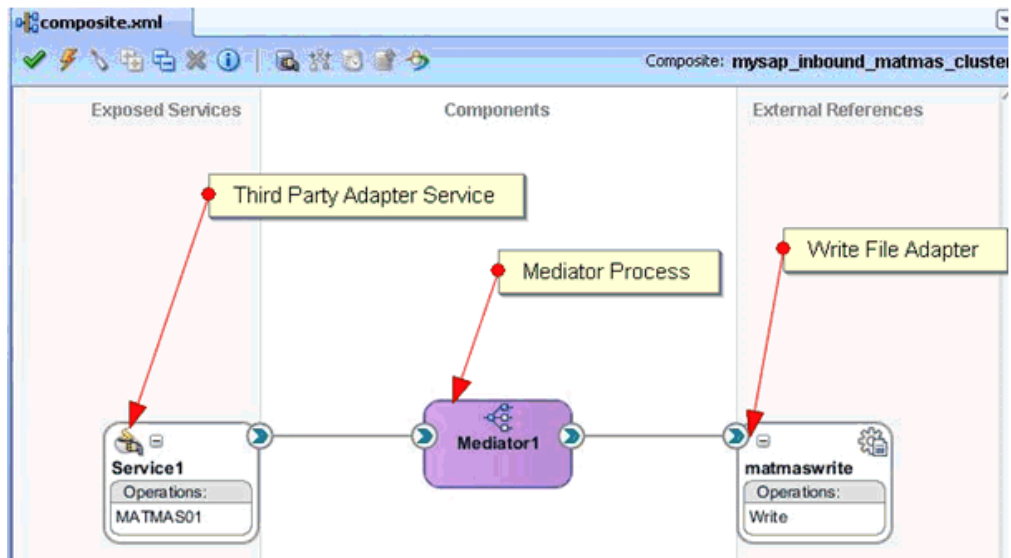 composite.xml
Composite: mysap_inbound_matmas_cluster
Exposed Services
Components
External References
Third Party Adapter Service
Mediator Process
Write File Adapter
Service1
Operations:
MATMAS01
Mediator1
matmaswrite
Operations:
Write